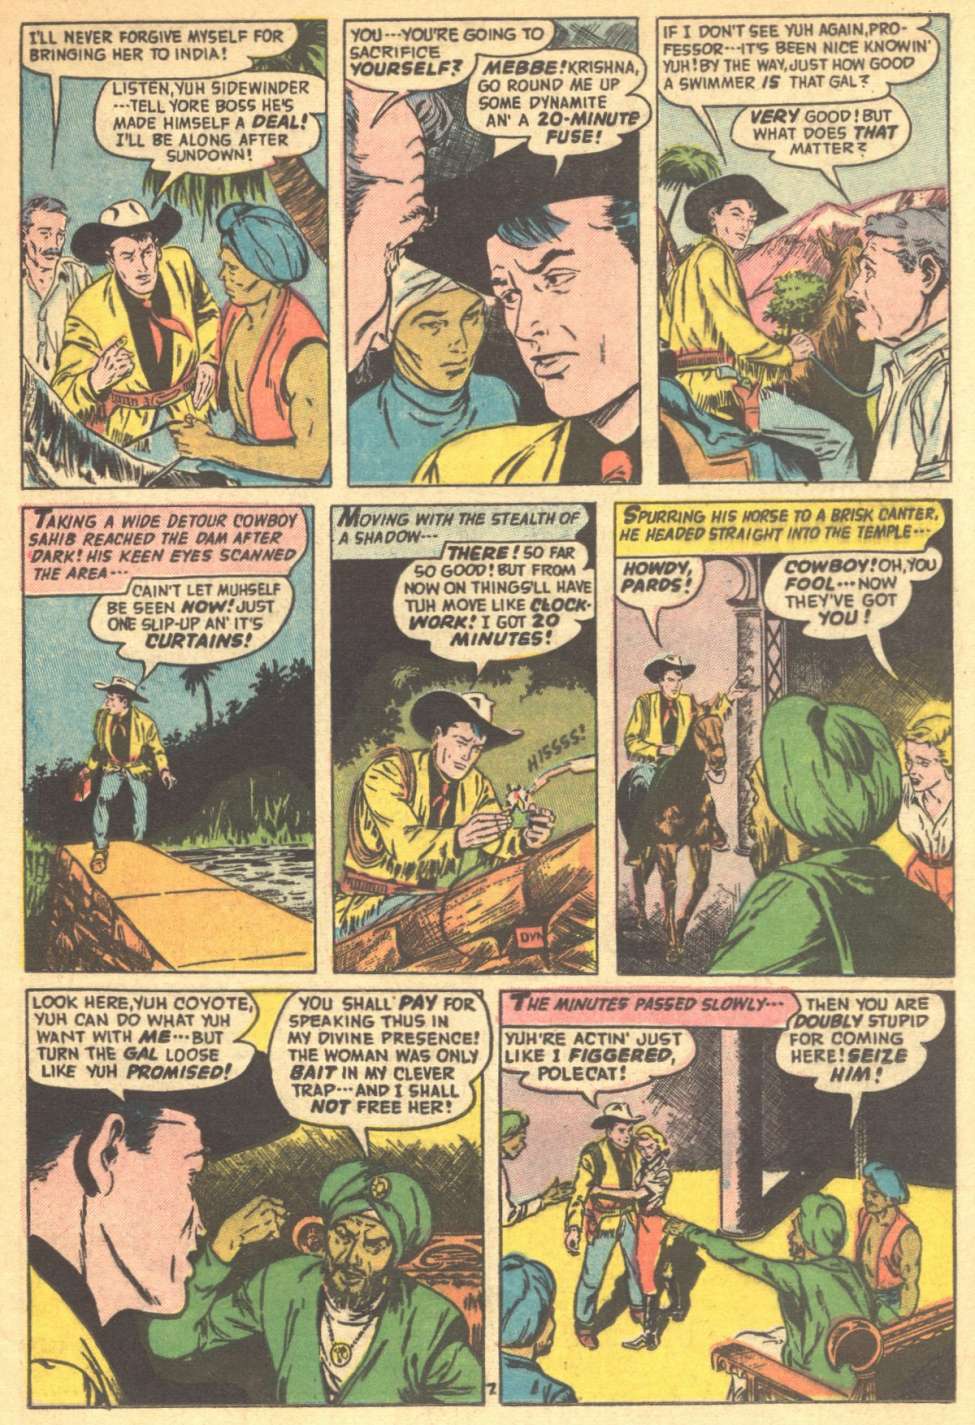 I'LL NEVER FORGIVE MYSELF FOR
BRINGING HER TO INDIA!
LISTEN, YUH SIDEWINDER
---TELL YORE BOSS HE'S
MADE HIMSELF A DEAL!
I'LL BE ALONG AFTER
SUNDOWN!
YOU---YOU'RE GOING TO
SACRIFICE
YOURSELF?
MEBBE! KRISHNA,
GO ROUND ME UP
SOME DYNAMITE
AN' A 20-MINUTE
FUSE!
IF I DON'T SEE YUH AGAIN, PRO-
FESSOR---IT'S BEEN NICE KNOWIN'
YUH! BY THE WAY, JUST HOW GOOD
A SWIMMER IS THAT GAL?
VERY GOOD! BUT
WHAT DOES THAT
MATTER?
TAKING A WIDE DETOUR COWBOY
SAHIB REACHED THE DAM AFTER
DARK! HIS KEEN EYES SCANNED
THE AREA---
CAIN'T LET MUHSELF
BE SEEN NOW! JUST
ONE SLIP-UP AN' IT'S
CURTAINS!
MOVING WITH THE STEALTH OF
A SHADOW---
THERE! SO FAR
SO GOOD! BUT FROM
NOW ON THINGS'LL HAVE
TUH MOVE LIKE CLOCK-
WORK! I GOT 20
MINUTES!
HISSSS!
DYN
SPURRING HIS HORSE TO A BRISK CANTER,
HE HEADED STRAIGHT INTO THE TEMPLE---
HOWDY,
PARDS!
COWBOY! OH, YOU
FOOL---NOW
THEY'VE GOT
YOU!
LOOK HERE, YUH COYOTE,
YUH CAN DO WHAT YUH
WANT WITH ME---BUT
TURN THE GAL LOOSE
LIKE YUH PROMISED!
YOU SHALL PAY FOR
SPEAKING THUS IN
MY DIVINE PRESENCE!
THE WOMAN WAS ONLY
BAIT IN MY CLEVER
TRAP---AND I SHALL
NOT FREE HER!
THE MINUTES PASSED SLOWLY---
YUH'RE ACTIN' JUST
LIKE I FIGGERED,
POLECAT!
THEN YOU ARE
DOUBLY STUPID
FOR COMING
HERE! SEIZE
HIM!
7